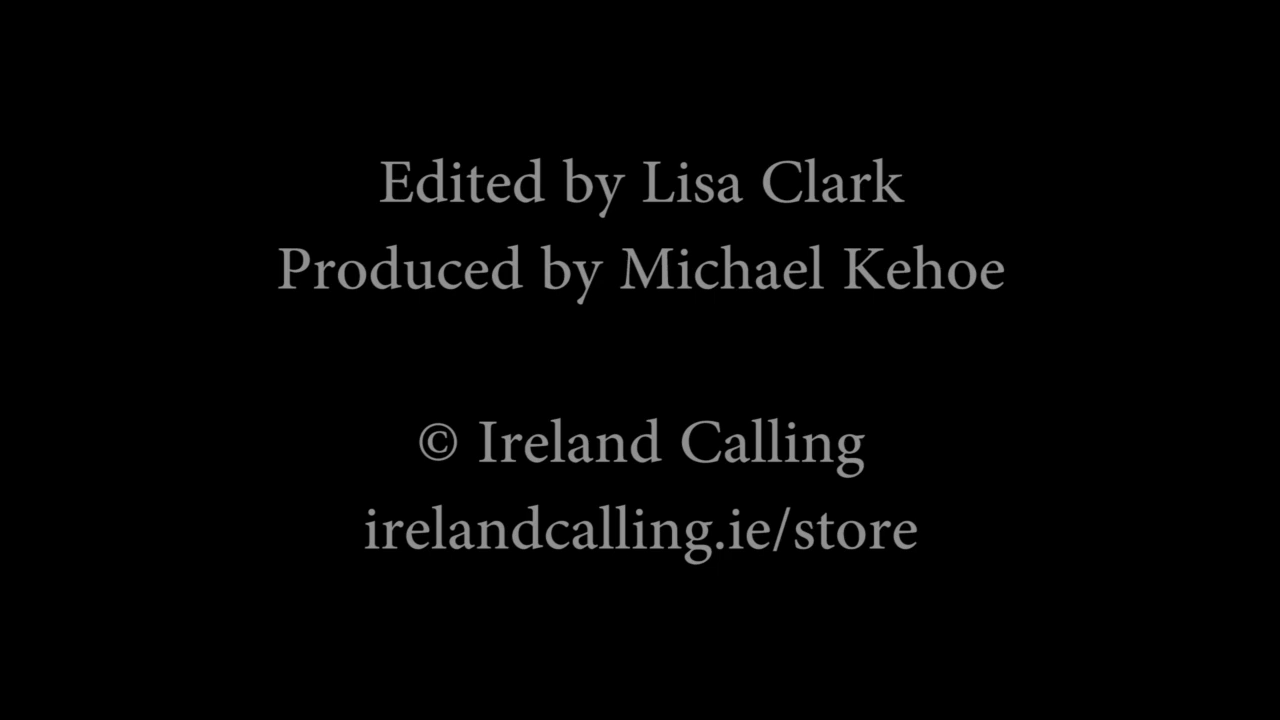 Edited by Lisa Clark
Produced by Michael Kehoe
© Ireland Calling
irelandcalling.ie/store